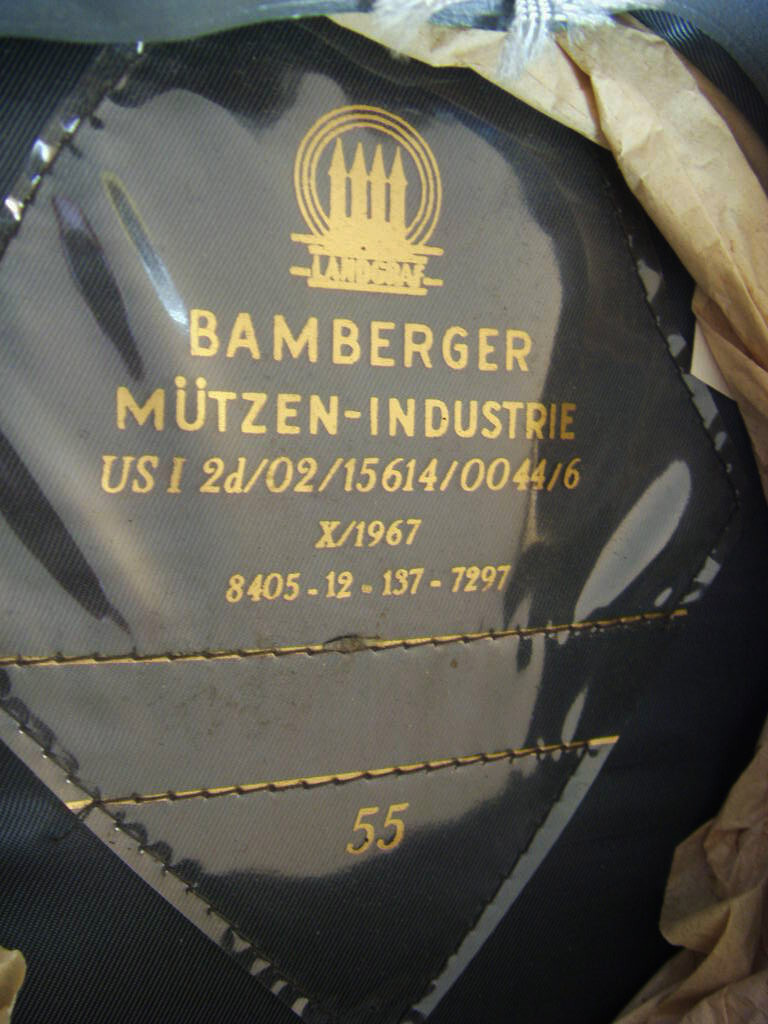 LANDGRAF
BAMBERGER
MÜTZEN-INDUSTRIE
US I 2d/02/15614/0044/6
X/1967
8405-12-137-7297
55